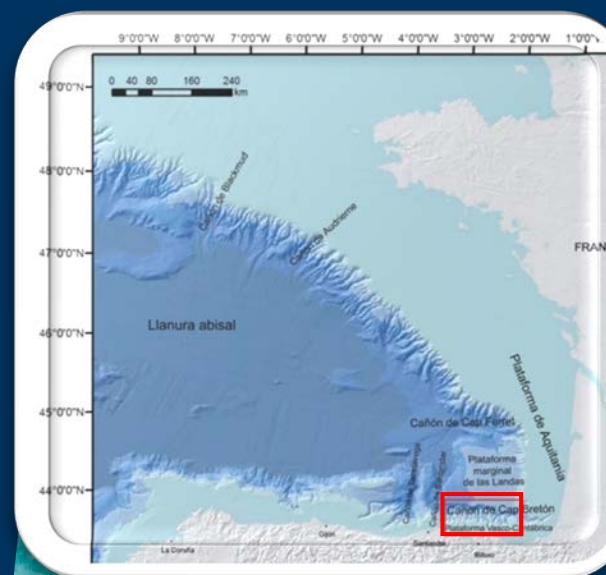 9°0'0"W 8°0'0"W 7°0'0"W 6°0'0"W 5°0'0"W 4°0'0"W 3°0'0"W 2°0'0"W 1°0'0"
49°0'0"N
0 40 80 160 240
km
48°0'0"N
Cañón de Blackmud
47°0'0"N
Cañón de Audrierne
FRAN
46°0'0"N
Llanura abisal
Plataforma de Aquitania
45°0'0"N
Cañón de Cap Ferret
Plataforma
marginal
de las Landas
44°0'0"N
Cañón de Cap Bretón
Plataforma Vasco-Cantábrica
La Coruña
Gijón
Santander
Bilbao